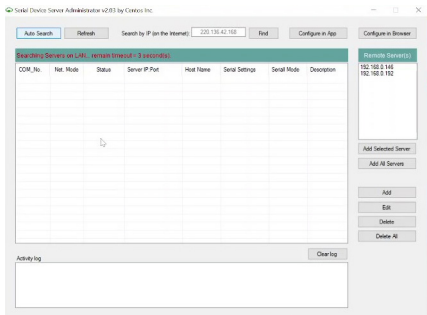 Serial Device Server Administrator v2.03 by Centos Inc.
Auto Search Refresh Search by IP (on the Internet): 220.136.42.168 Find Configure in App Configure in Browser
Searching Servers on LAN, remain timeout = 3 second(s). Remote Server(s)
COM_No. Net. Mode Status Server IP:Port Host Name Serial Settings Serial Mode Description
192.168.0.146
192.168.0.192
Add Selected Server
Add All Servers
Add
Edit
Delete
Delete All
Clear log
Activity log